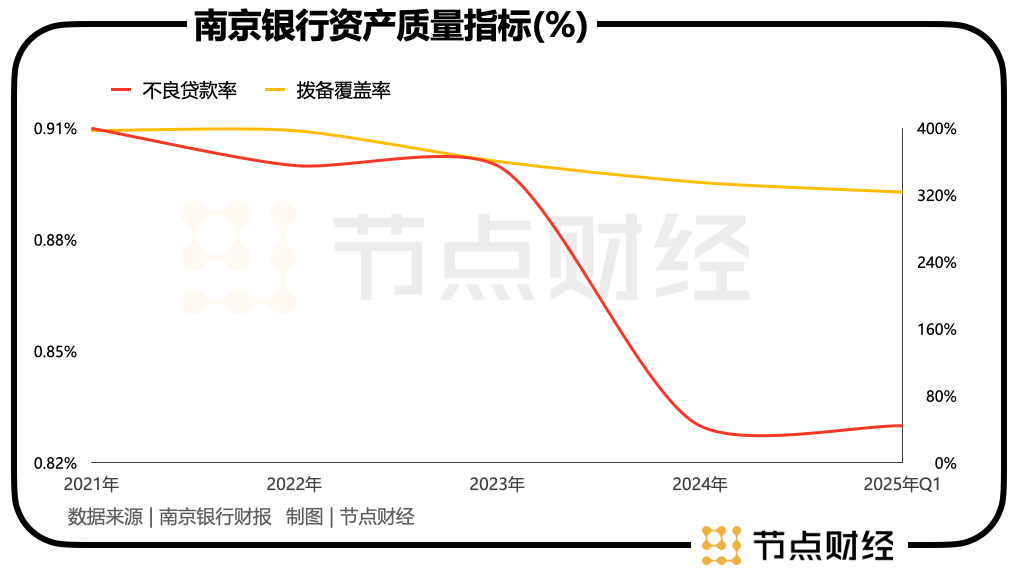 南京银行资产质量指标(%)
不良贷款率 拨备覆盖率
0.91% 400%
320%
0.88%
240%
节点财经
160%
0.85%
80%
0.82% 0%
2021年 2022年 2023年 2024年 2025年Q1
数据来源 | 南京银行财报 制图 | 节点财经
节点财经